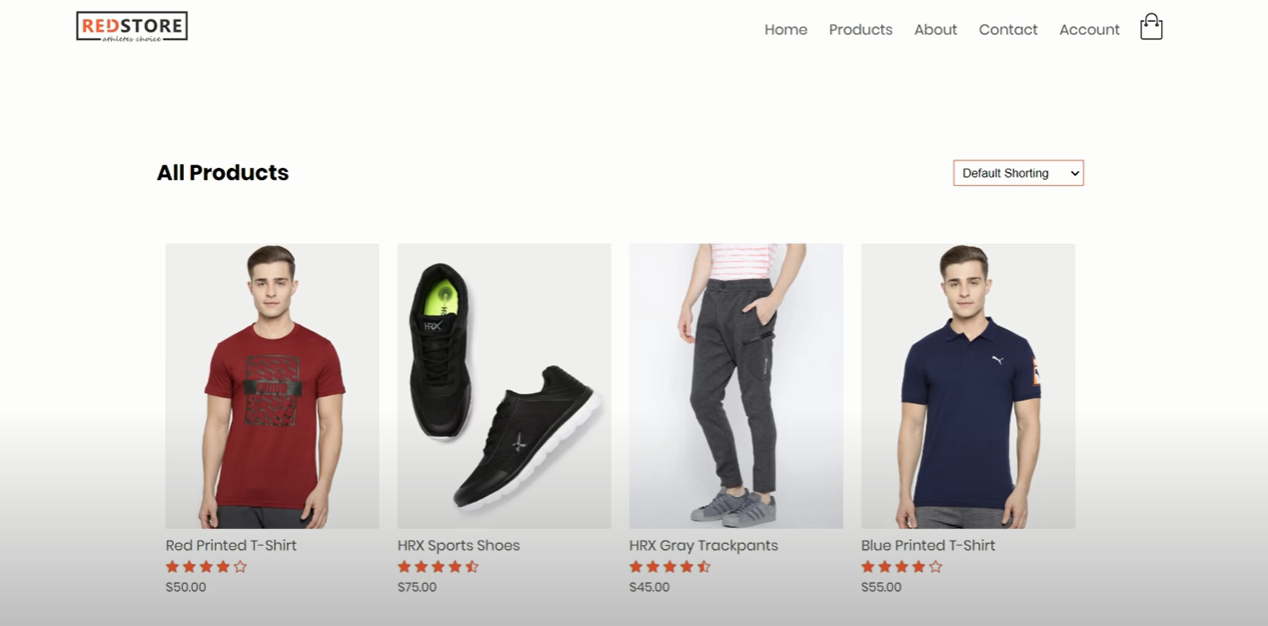 REDSTORE
athletes choice
Home Products About Contact Account
All Products
Default Shorting
HRX
Red Printed T-Shirt
HRX Sports Shoes
HRX Gray Trackpants
Blue Printed T-Shirt
$50.00
$75.00
$45.00
$55.00